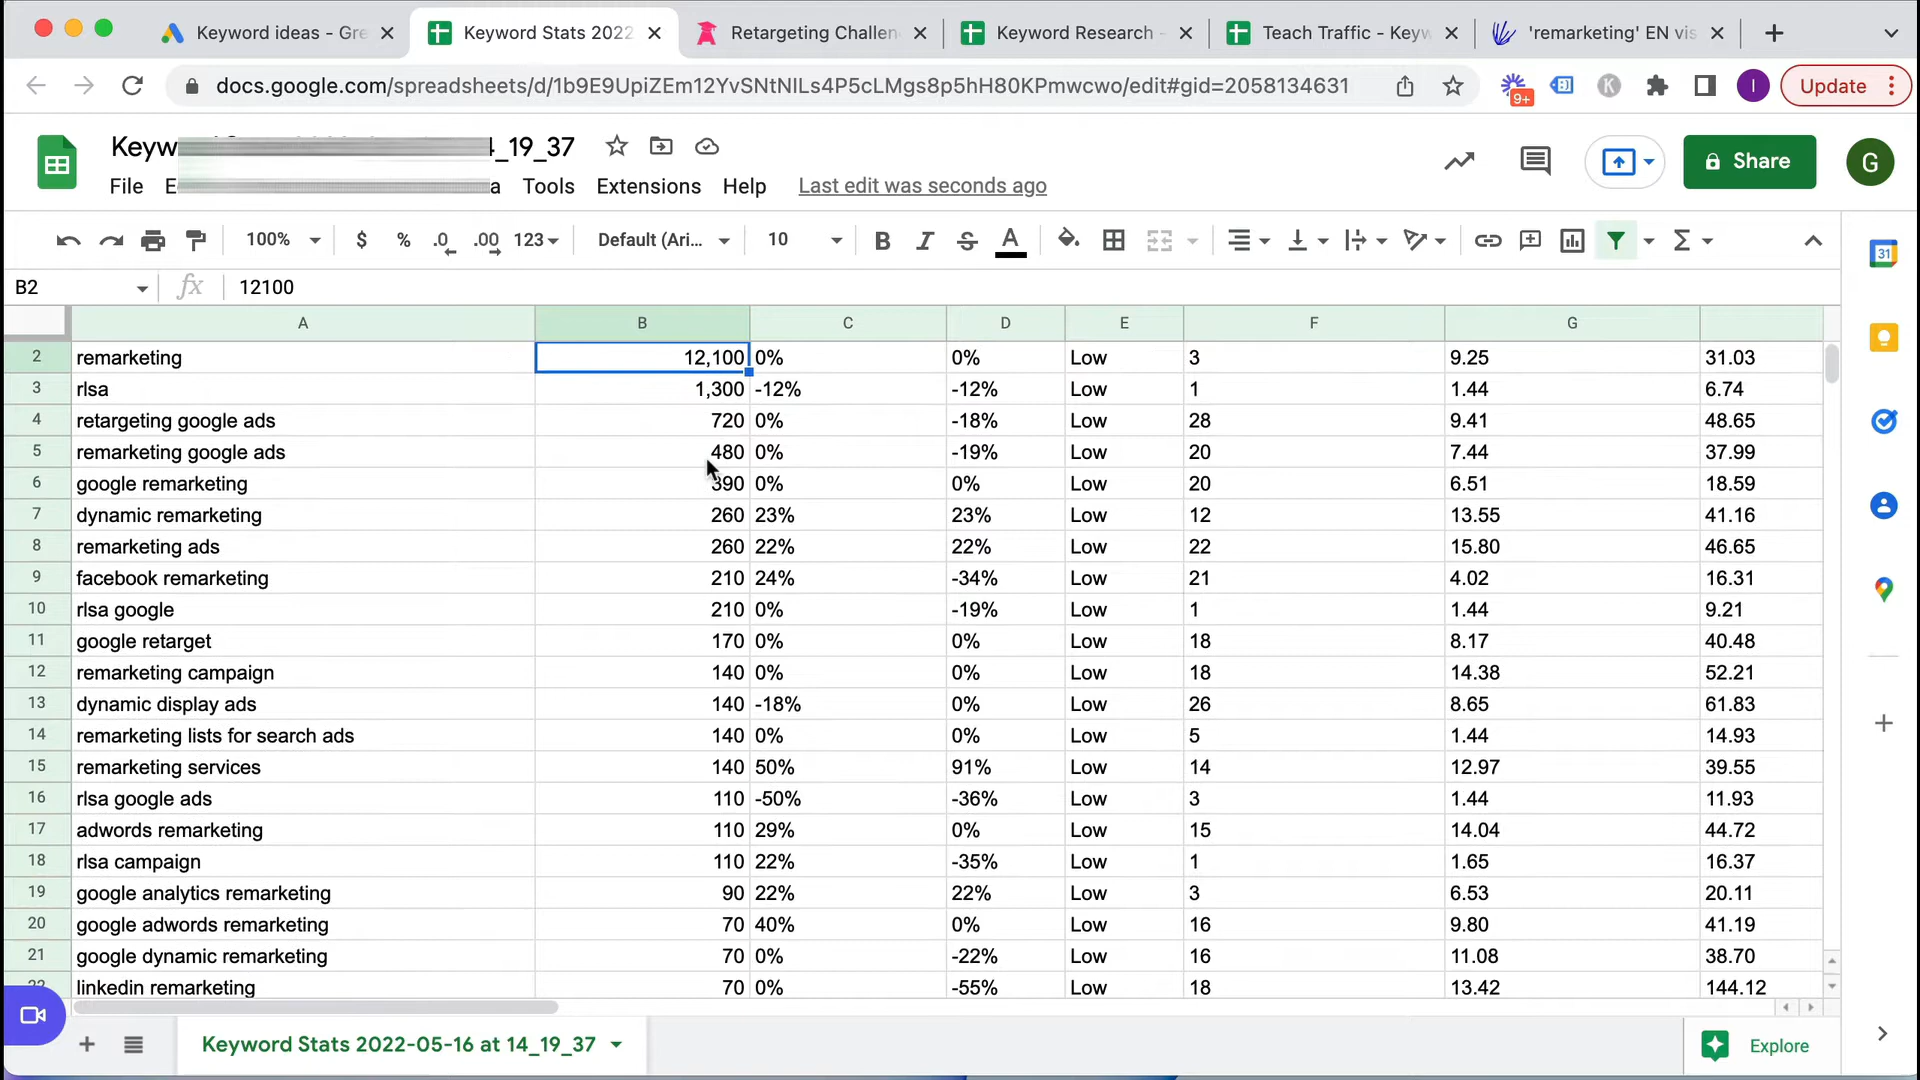 Keyword ideas - Gre
Keyword Stats 2022
Retargeting Challen
Keyword Research -
Teach Traffic - Keyw
'remarketing' EN vis
docs.google.com/spreadsheets/d/1b9E9UpiZEm12YvSNtNILs4P5cLMgs8p5hH80KPmwcwo/edit#gid=2058134631
9+
K
I
Update
Keyw 4_19_37
Share
G
File E a Tools Extensions Help Last edit was seconds ago
100% $ % .0 .00 123 Default (Ari... 10 B I S A Σ
31
B2 fx 12100
A B C D E F G
2 remarketing 12,100 0% 0% Low 3 9.25 31.03
3 rlsa 1,300 -12% -12% Low 1 1.44 6.74
4 retargeting google ads 720 0% -18% Low 28 9.41 48.65
5 remarketing google ads 480 0% -19% Low 20 7.44 37.99
6 google remarketing 390 0% 0% Low 20 6.51 18.59
7 dynamic remarketing 260 23% 23% Low 12 13.55 41.16
8 remarketing ads 260 22% 22% Low 22 15.80 46.65
9 facebook remarketing 210 24% -34% Low 21 4.02 16.31
10 rlsa google 210 0% -19% Low 1 1.44 9.21
11 google retarget 170 0% 0% Low 18 8.17 40.48
12 remarketing campaign 140 0% 0% Low 18 14.38 52.21
13 dynamic display ads 140 -18% 0% Low 26 8.65 61.83
14 remarketing lists for search ads 140 0% 0% Low 5 1.44 14.93
15 remarketing services 140 50% 91% Low 14 12.97 39.55
16 rlsa google ads 110 -50% -36% Low 3 1.44 11.93
17 adwords remarketing 110 29% 0% Low 15 14.04 44.72
18 rlsa campaign 110 22% -35% Low 1 1.65 16.37
19 google analytics remarketing 90 22% 22% Low 3 6.53 20.11
20 google adwords remarketing 70 40% 0% Low 16 9.80 41.19
21 google dynamic remarketing 70 0% -22% Low 16 11.08 38.70
22 linkedin remarketing 70 0% -55% Low 18 13.42 144.12
Keyword Stats 2022-05-16 at 14_19_37
Explore